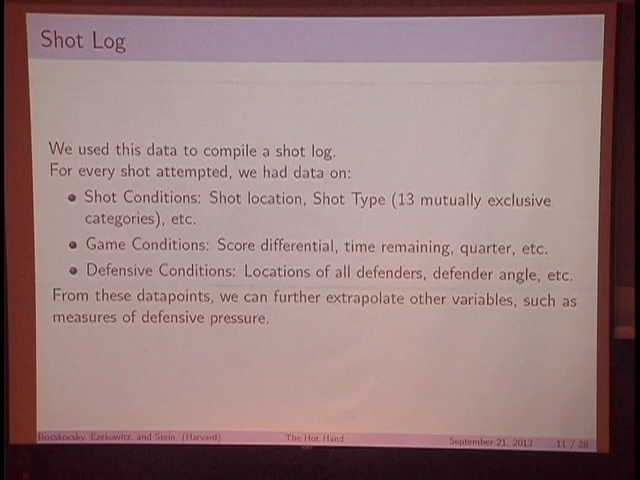 Shot Log
We used this data to compile a shot log.
For every shot attempted, we had data on:
Shot Conditions: Shot location, Shot Type (13 mutually exclusive
categories), etc.
Game Conditions: Score differential, time remaining, quarter, etc.
Defensive Conditions: Locations of all defenders, defender angle, etc.
From these datapoints, we can further extrapolate other variables, such as
measures of defensive pressure.
Bocskocsky, Ezekowitz, and Stein (Harvard) The Hot Hand September 21, 2013 11 / 20